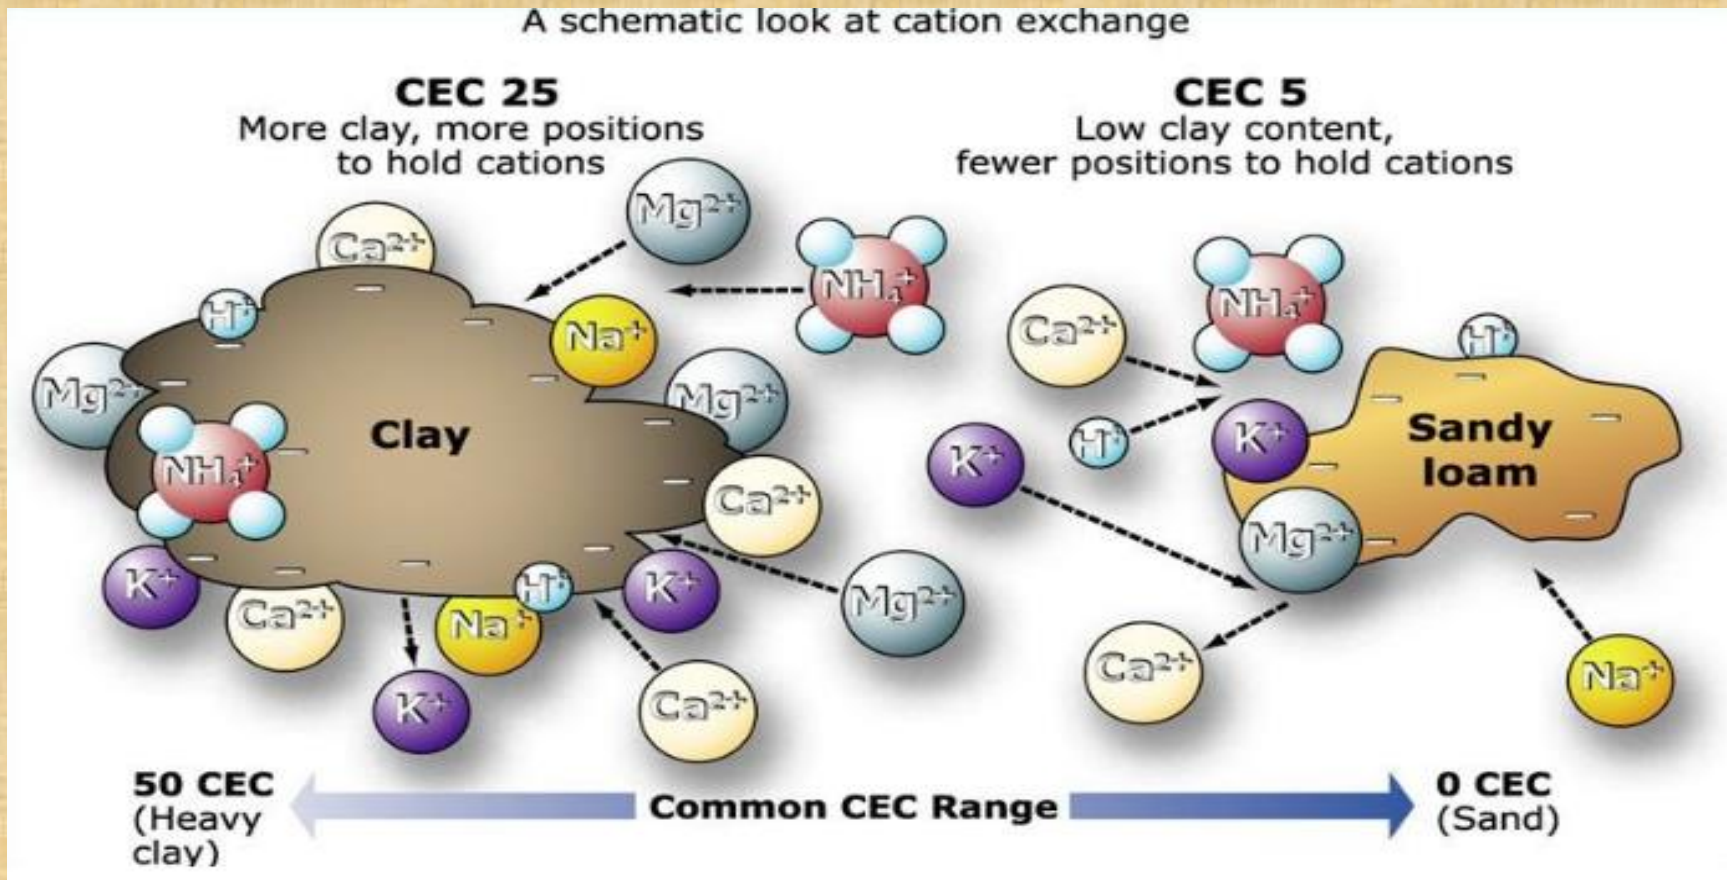 A schematic look at cation exchange
CEC 25
More clay, more positions
to hold cations
CEC 5
Low clay content,
fewer positions to hold cations
Mg²⁺
Ca²⁺
NH₄⁺
H⁺
Na⁺
Mg²⁺
Mg²⁺
Clay
NH₄⁺
Ca²⁺
K⁺
Ca²⁺
Na⁺
H⁺
K⁺
Mg²⁺
K⁺
Ca²⁺
NH₄⁺
Ca²⁺
H⁺
K⁺
H⁺
K⁺
Sandy
loam
Mg²⁺
Ca²⁺
Na⁺
50 CEC
(Heavy
clay)
Common CEC Range
0 CEC
(Sand)